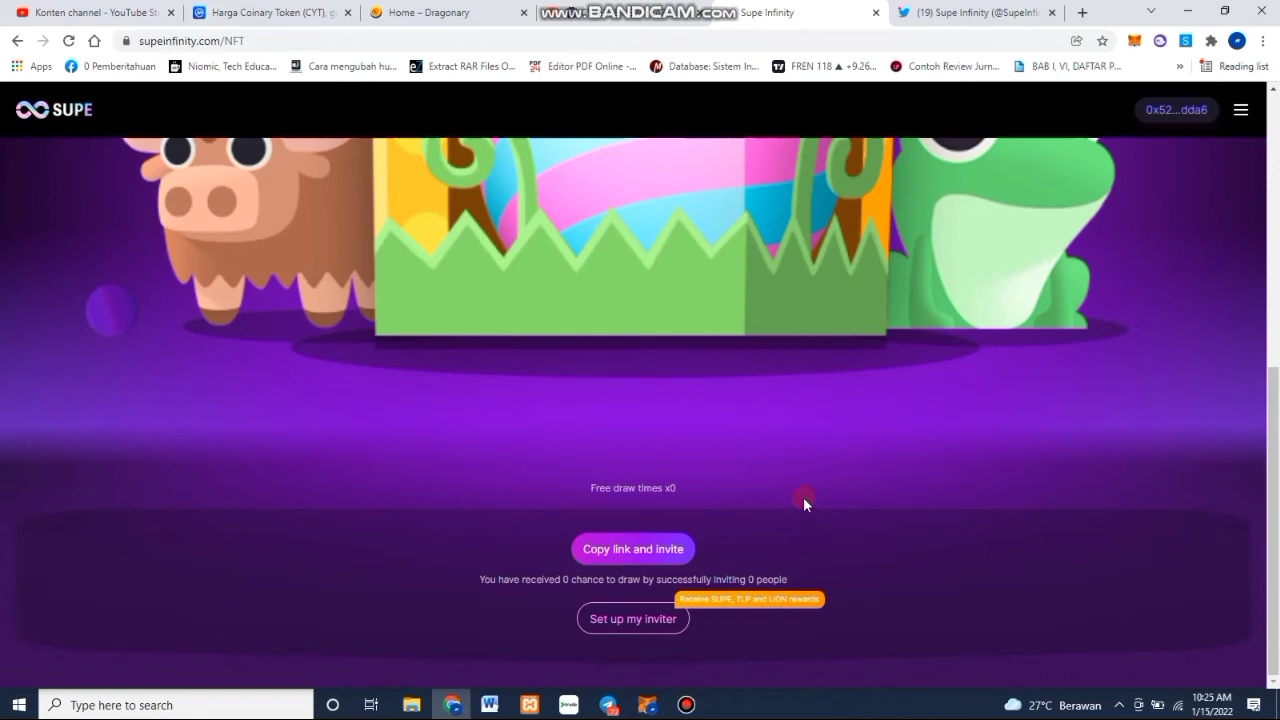 Korinchannel - YouTube St
Harga Coinary Token (CYT), g
Home – Dragonary
www.BANDICAM.com
Supe Infinity
(19) Supe Infinity (@SupeInfi
supeinfinity.com/NFT
Apps
0 Pemberitahuan
Niomic, Tech Educa...
Cara mengubah hu...
Extract RAR Files O...
Editor PDF Online -...
Database: Sistem In...
FREN 118 ▲ +9.26...
Contoh Review Jurn...
BAB I, VI, DAFTAR P...
»
Reading list
SUPE
0x52...dda6
Free draw times x0
Copy link and invite
You have received 0 chance to draw by successfully inviting 0 people
Receive SUPE, TLP and LION rewards
Set up my inviter
Type here to search
27°C Berawan
10:25 AM
1/15/2022